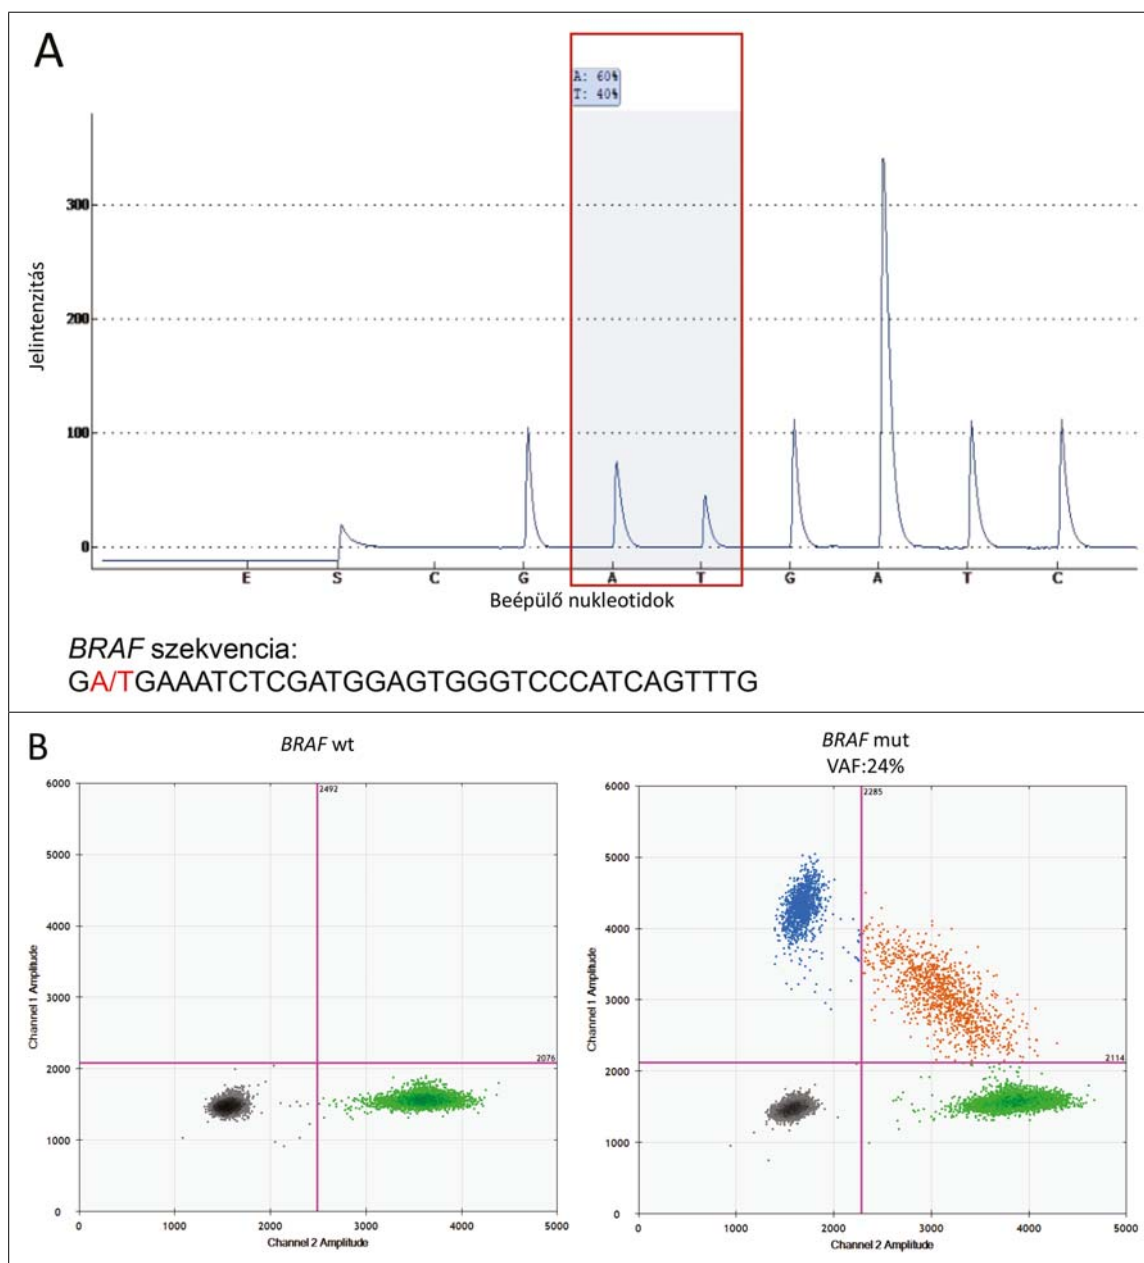 A
A: 60%
T: 40%
Jelintenzitás
300
200
100
0
E S C G A T G A T C
Beépülő nukleotidok
BRAF szekvencia:
GA/TGAAATCTCGATGGAGTGGGTCCCATCAGTTTG
B
BRAF wt
6000
5000
4000
3000
2000
1000
0
Channel 1 Amplitude
2492
2076
0 1000 2000 3000 4000 5000
Channel 2 Amplitude
BRAF mut
VAF:24%
6000
5000
4000
3000
2000
1000
0
Channel 1 Amplitude
2285
2114
0 1000 2000 3000 4000 5000
Channel 2 Amplitude